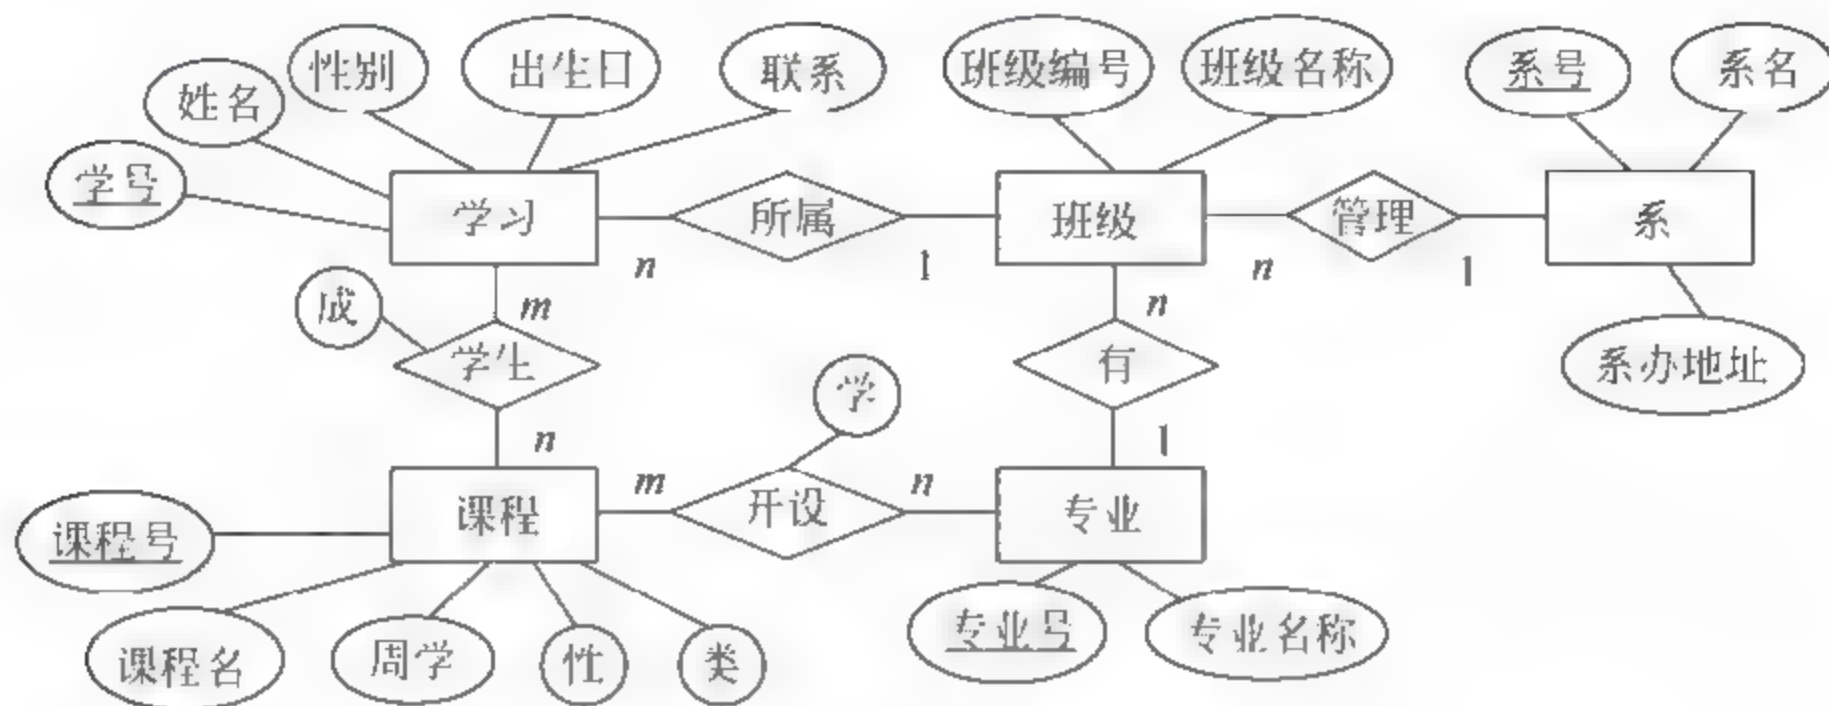 性别
出生日
联系
班级编号
班级名称
系号
系名
姓名
学号
学习
所属
班级
管理
系
n
1
n
1
成
m
n
学生
学
有
系办地址
n
m
n
1
课程
开设
专业
课程号
课程名
周学
性
类
专业号
专业名称